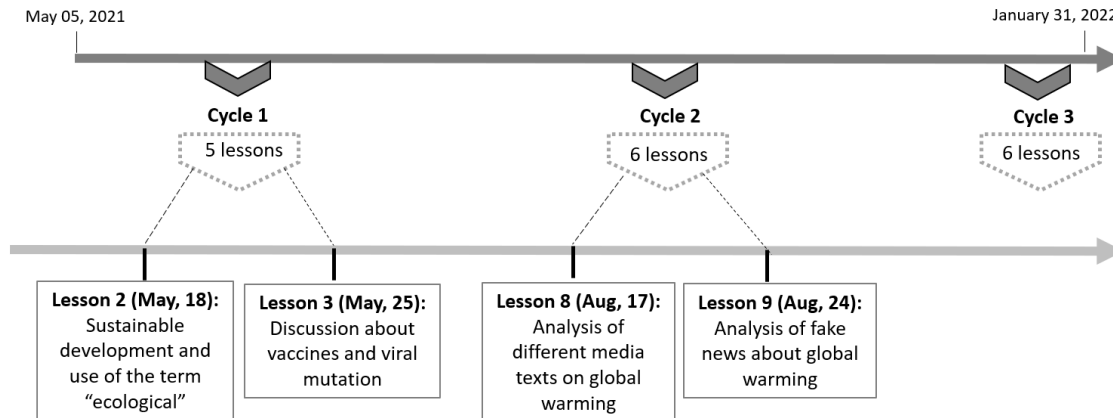 May 05, 2021
January 31, 2022
Cycle 1
Cycle 2
Cycle 3
5 lessons
6 lessons
6 lessons
Lesson 2 (May, 18):
Sustainable
development and
use of the term
“ecological”
Lesson 3 (May, 25):
Discussion about
vaccines and viral
mutation
Lesson 8 (Aug, 17):
Analysis of
different media
texts on global
warming
Lesson 9 (Aug, 24):
Analysis of fake
news about global
warming